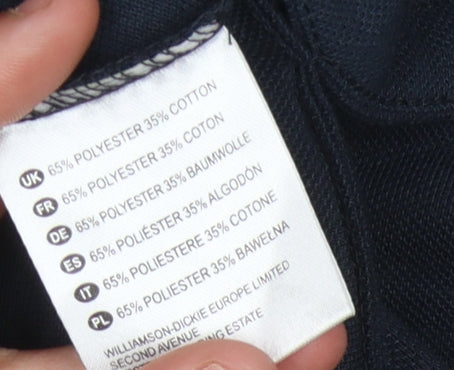 UK 65% POLYESTER 35% COTTON
FR 65% POLYESTER 35% COTON
DE 65% POLYESTER 35% BAUMWOLLE
ES 65% POLIÉSTER 35% ALGODÓN
IT 65% POLIESTERE 35% COTONE
PL 65% POLIESTER 35% BAWEŁNA
WILLIAMSON-DICKIE EUROPE LIMITED
SECOND AVENUE
ESTATE